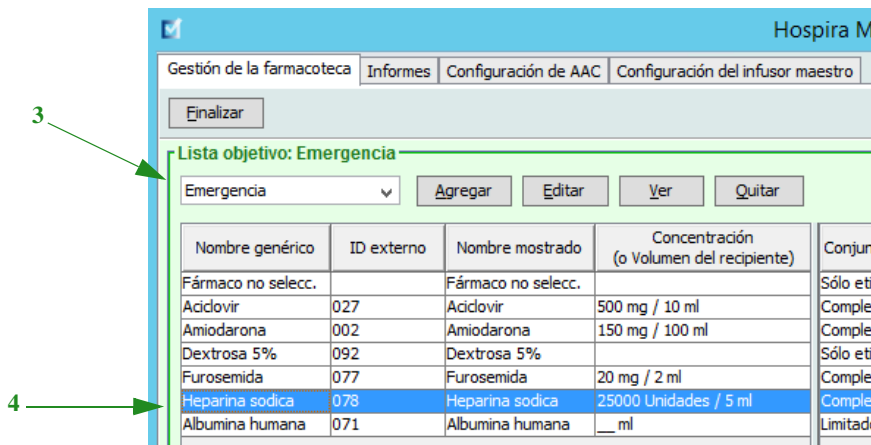 Hospira M
Gestión de la farmacoteca Informes Configuración de AAC Configuración del infusor maestro
Finalizar
3
Lista objetivo: Emergencia
Emergencia Agregar Editar Ver Quitar
Nombre genérico ID externo Nombre mostrado Concentración (o Volumen del recipiente) Conjun
Fármaco no selecc. Fármaco no selecc. Sólo eti
Aciclovir 027 Aciclovir 500 mg / 10 ml Comple
Amiodarona 002 Amiodarona 150 mg / 100 ml Comple
Dextrosa 5% 092 Dextrosa 5% Sólo eti
Furosemida 077 Furosemida 20 mg / 2 ml Comple
4
Heparina sodica 078 Heparina sodica 25000 Unidades / 5 ml Comple
Albumina humana 071 Albumina humana __ ml Limitado